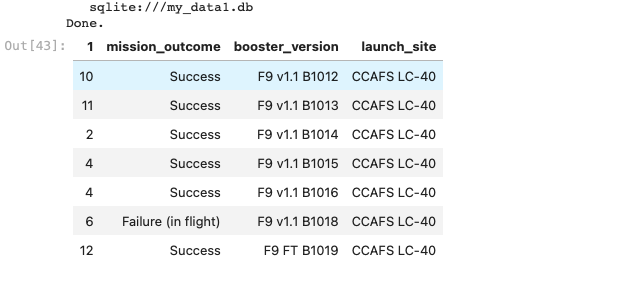 sqlite:///my_data1.db
Done.
Out[43]: 1 mission_outcome booster_version launch_site
10 Success F9 v1.1 B1012 CCAFS LC-40
11 Success F9 v1.1 B1013 CCAFS LC-40
2 Success F9 v1.1 B1014 CCAFS LC-40
4 Success F9 v1.1 B1015 CCAFS LC-40
4 Success F9 v1.1 B1016 CCAFS LC-40
6 Failure (in flight) F9 v1.1 B1018 CCAFS LC-40
12 Success F9 FT B1019 CCAFS LC-40